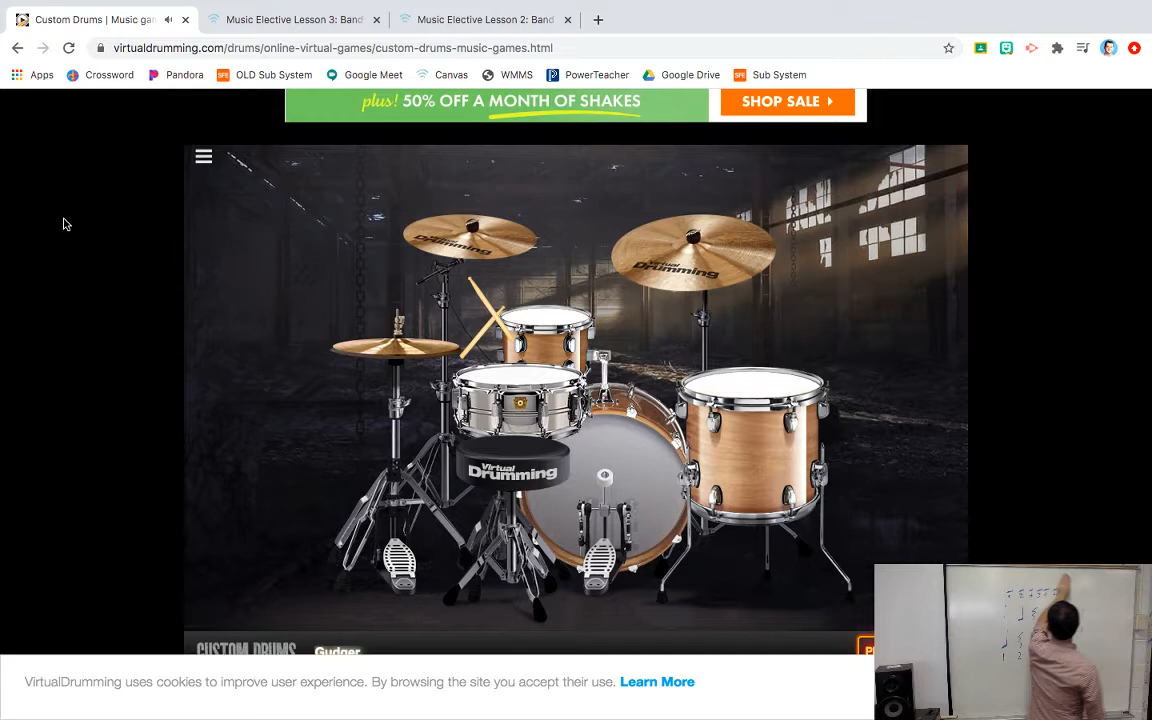 Custom Drums | Music gar
Music Elective Lesson 3: Band
Music Elective Lesson 2: Band
virtualdrumming.com/drums/online-virtual-games/custom-drums-music-games.html
Apps Crossword Pandora OLD Sub System Google Meet Canvas WMMS PowerTeacher Google Drive Sub System
plus! 50% OFF A MONTH OF SHAKES
SHOP SALE
Virtual Drumming
Virtual Drumming
Virtual Drumming
CUSTOM DRUMS Gudger
VirtualDrumming uses cookies to improve user experience. By browsing the site you accept their use. Learn More